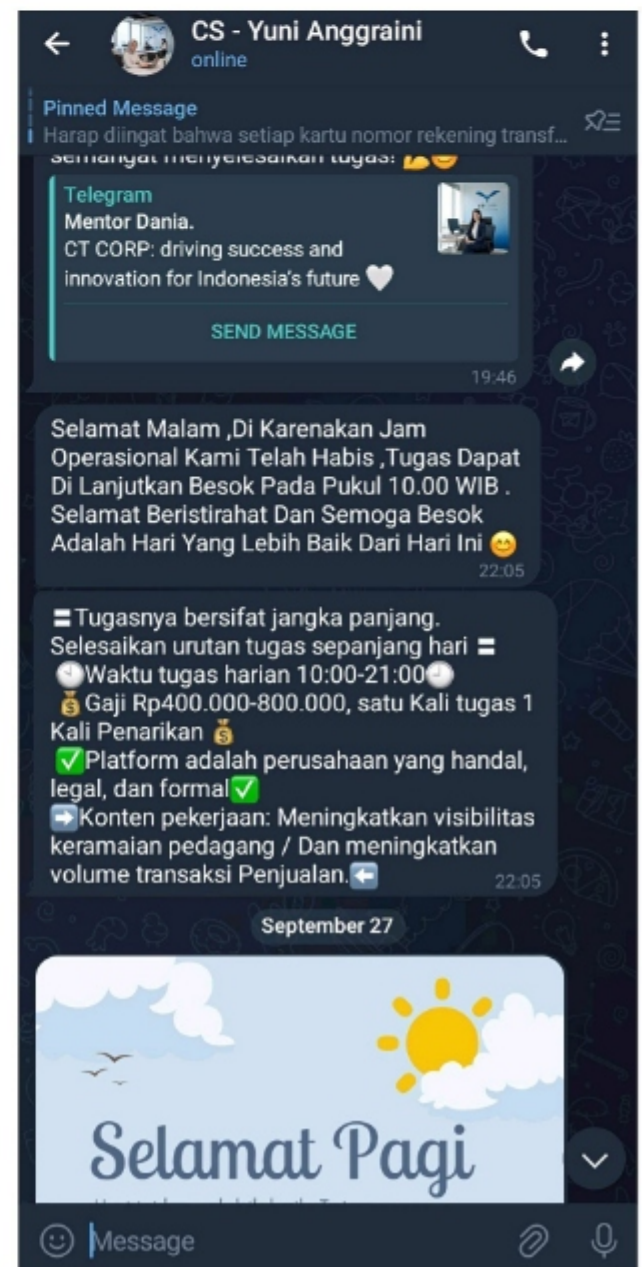 CS - Yuni Anggraini
online
Pinned Message
Harap diingat bahwa setiap kartu nomor rekening transf...
semangat menyelesaikan tugas! 💪😊
Telegram
Mentor Dania.
CT CORP: driving success and
innovation for Indonesia's future 🤍
SEND MESSAGE
19:46
Selamat Malam ,Di Karenakan Jam
Operasional Kami Telah Habis ,Tugas Dapat
Di Lanjutkan Besok Pada Pukul 10.00 WIB .
Selamat Beristirahat Dan Semoga Besok
Adalah Hari Yang Lebih Baik Dari Hari Ini 😊
22:05
🟰Tugasnya bersifat jangka panjang.
Selesaikan urutan tugas sepanjang hari 🟰
🕙Waktu tugas harian 10:00-21:00🕘
💰Gaji Rp400.000-800.000, satu Kali tugas 1
Kali Penarikan 💰
✅Platform adalah perusahaan yang handal,
legal, dan formal✅
➡️Konten pekerjaan: Meningkatkan visibilitas
keramaian pedagang / Dan meningkatkan
volume transaksi Penjualan.⬅️
22:05
September 27
Selamat Pagi
Message